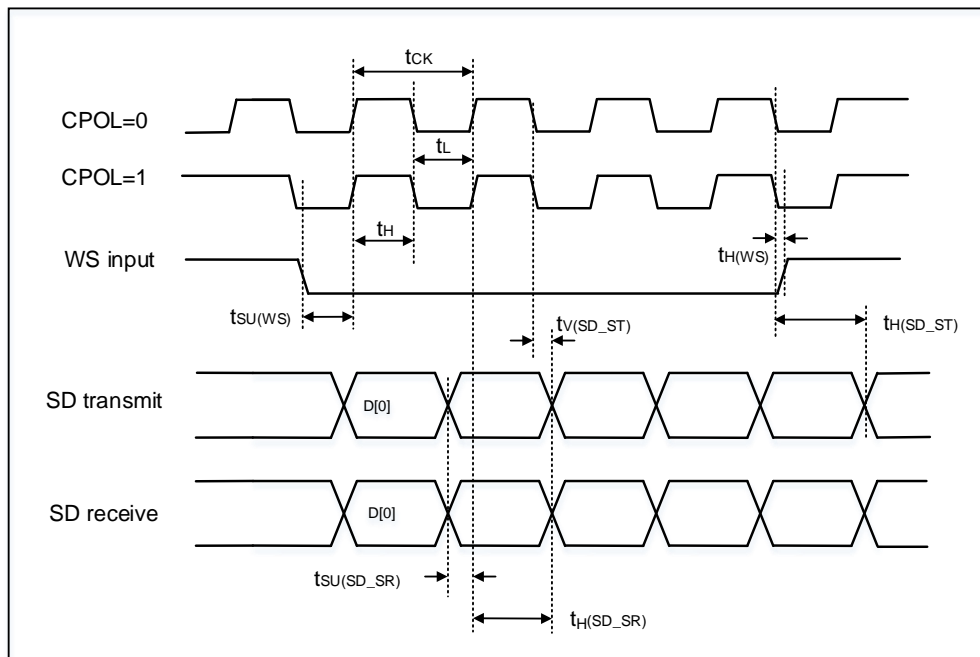 tCK
CPOL=0
tL
CPOL=1
tH
tH(WS)
WS input
tSU(WS)
tV(SD_ST)
tH(SD_ST)
SD transmit
D[0]
SD receive
D[0]
tSU(SD_SR)
tH(SD_SR)